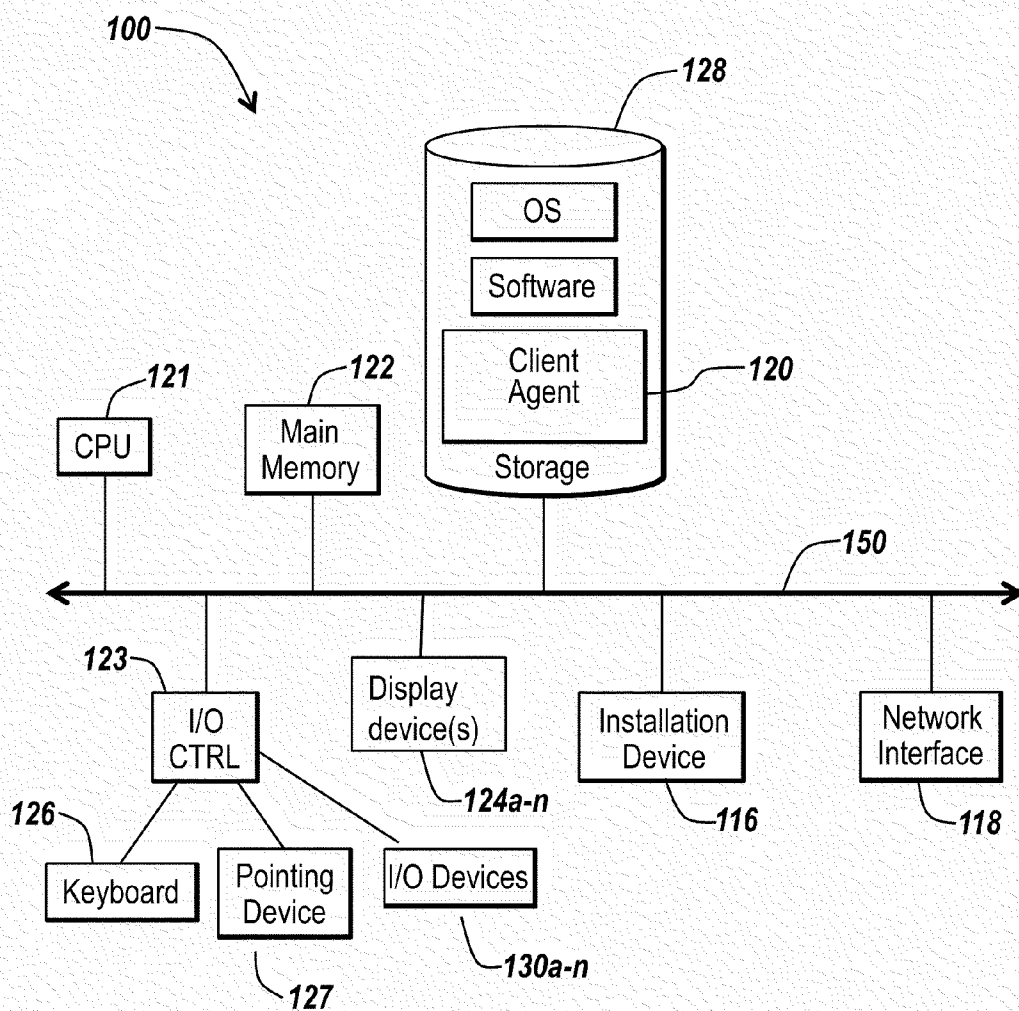 100
128
OS
Software
Client
Agent
120
Storage
121
CPU
122
Main
Memory
150
123
I/O
CTRL
Display
device(s)
124a-n
Installation
Device
116
Network
Interface
118
126
Keyboard
Pointing
Device
127
I/O Devices
130a-n